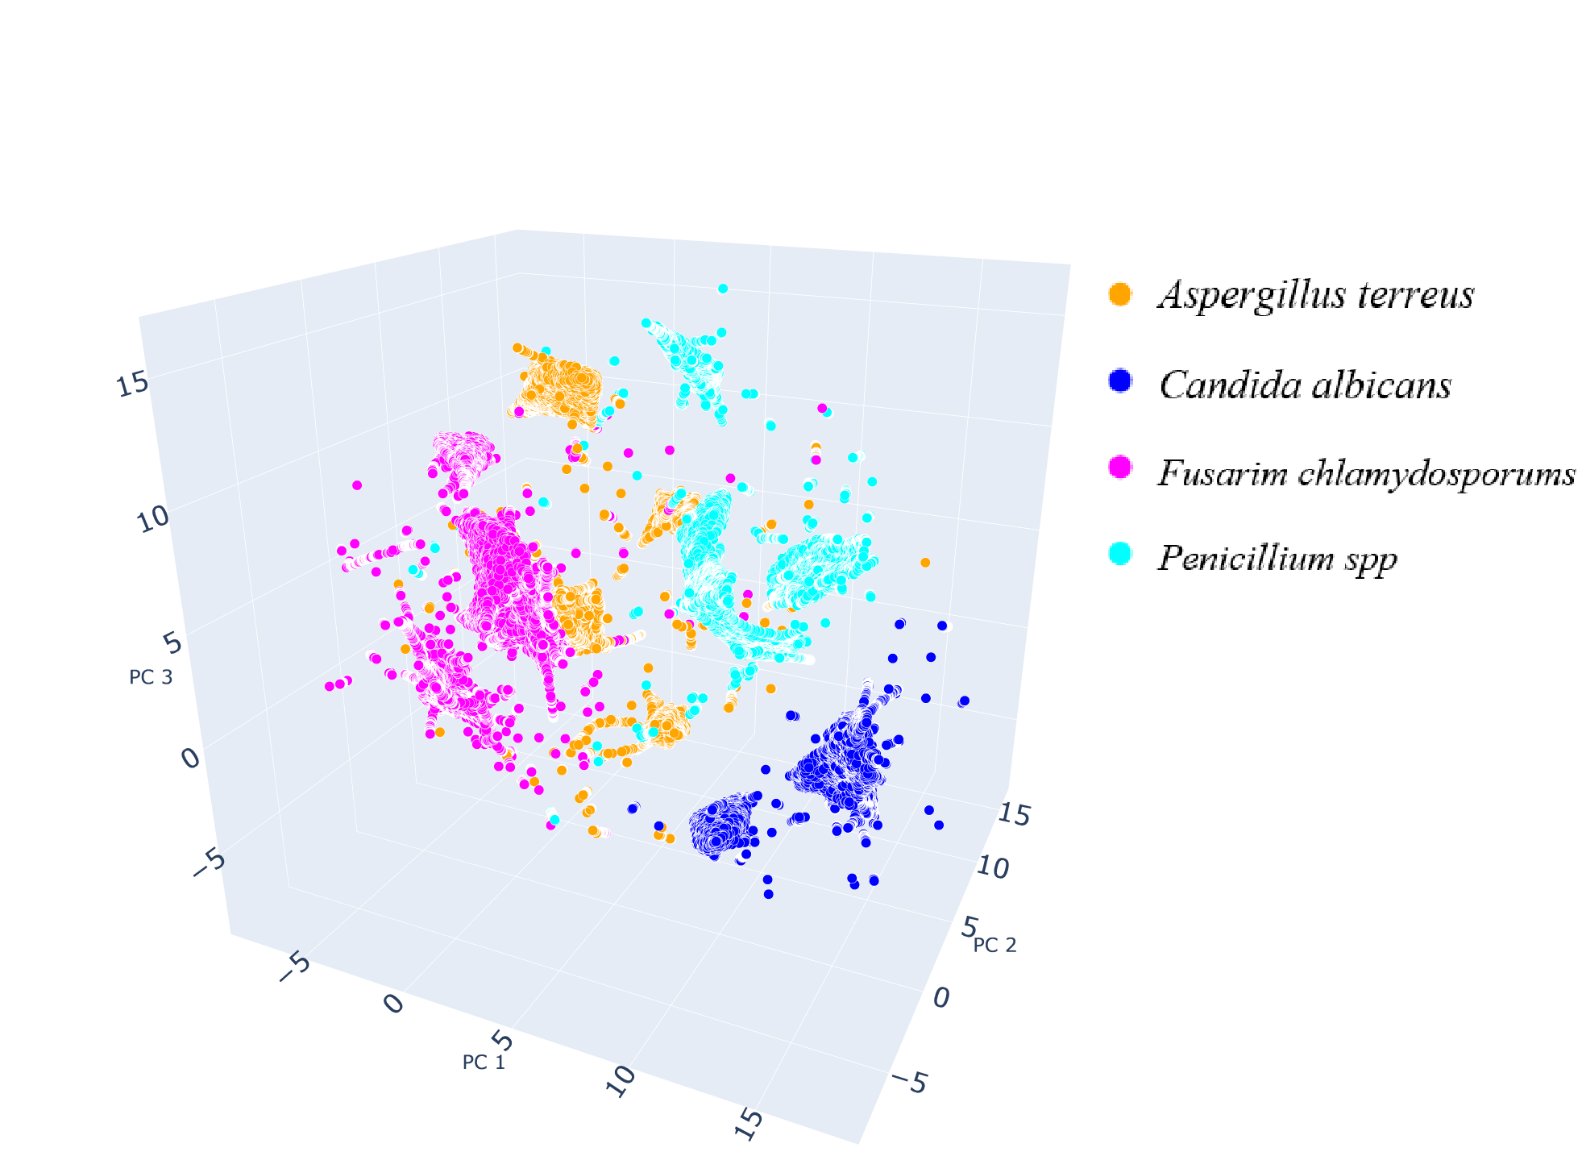 Aspergillus terreus
Candida albicans
Fusarim chlamydosporums
Penicillium spp
15
10
5
PC 3
0
−5
−5
0
5
PC 1
10
15
15
10
5
PC 2
0
−5